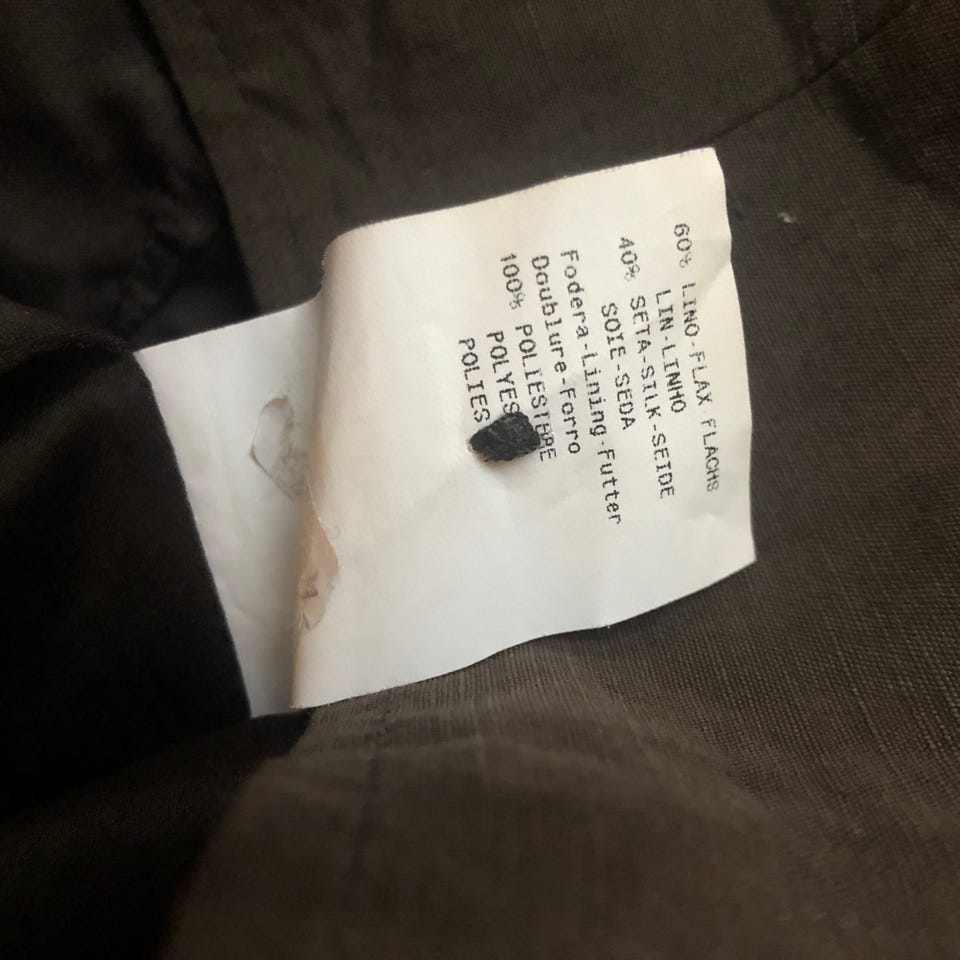 60% LINO-FLAX FLACHS
LIN-LINHO
40% SETA-SILK-SEIDE
SOIE-SEDA
Fodera-Lining-Futter
Doublure-Forro
100% POLIESTERE
POLYES
POLIES